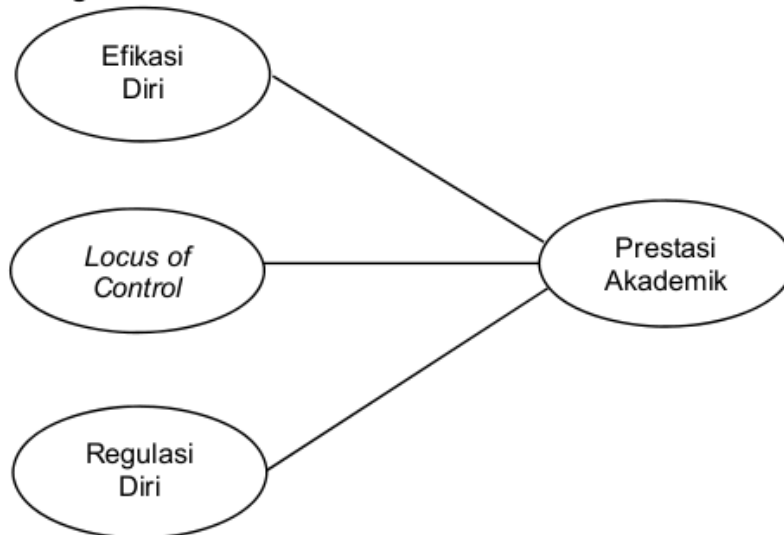 Efikasi
Diri
Locus of
Control
Prestasi
Akademik
Regulasi
Diri